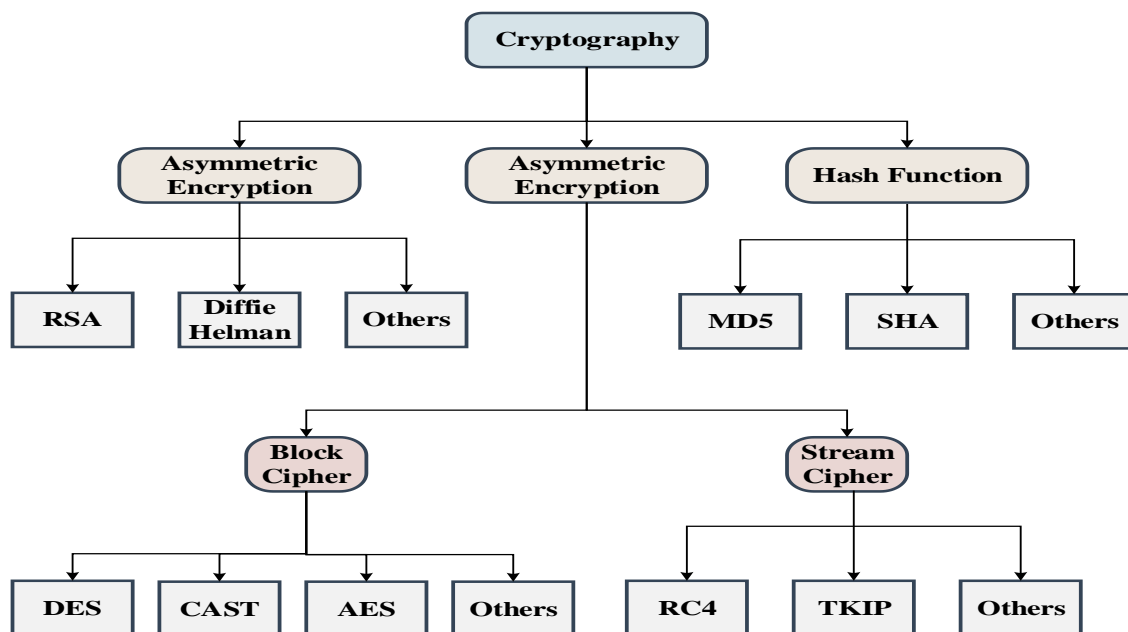 Cryptography
Asymmetric
Encryption
Asymmetric
Encryption
Hash Function
RSA
Diffie
Helman
Others
MD5
SHA
Others
Block
Cipher
Stream
Cipher
DES
CAST
AES
Others
RC4
TKIP
Others